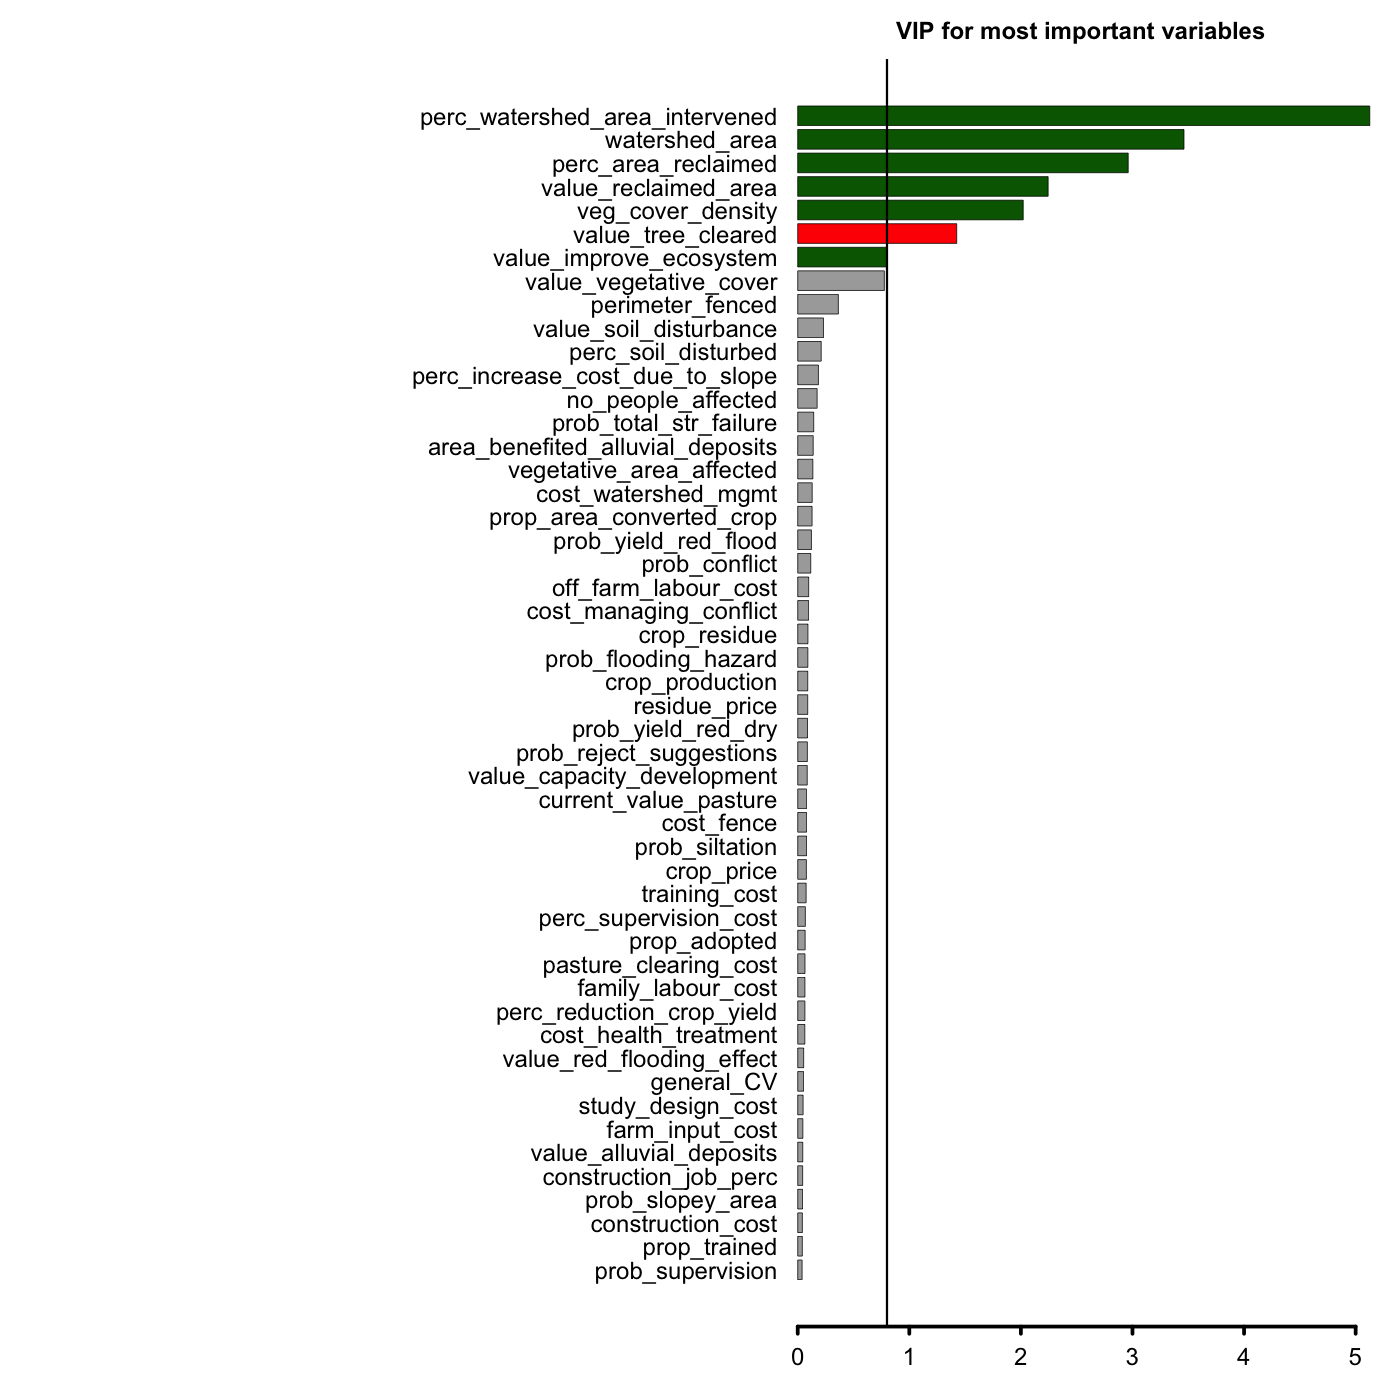 VIP for most important variables
perc_watershed_area_intervened
watershed_area
perc_area_reclaimed
value_reclaimed_area
veg_cover_density
value_tree_cleared
value_improve_ecosystem
value_vegetative_cover
perimeter_fenced
value_soil_disturbance
perc_soil_disturbed
perc_increase_cost_due_to_slope
no_people_affected
prob_total_str_failure
area_benefited_alluvial_deposits
vegetative_area_affected
cost_watershed_mgmt
prop_area_converted_crop
prob_yield_red_flood
prob_conflict
off_farm_labour_cost
cost_managing_conflict
crop_residue
prob_flooding_hazard
crop_production
residue_price
prob_yield_red_dry
prob_reject_suggestions
value_capacity_development
current_value_pasture
cost_fence
prob_siltation
crop_price
training_cost
perc_supervision_cost
prop_adopted
pasture_clearing_cost
family_labour_cost
perc_reduction_crop_yield
cost_health_treatment
value_red_flooding_effect
general_CV
study_design_cost
farm_input_cost
value_alluvial_deposits
construction_job_perc
prob_slopey_area
construction_cost
prop_trained
prob_supervision
0 1 2 3 4 5